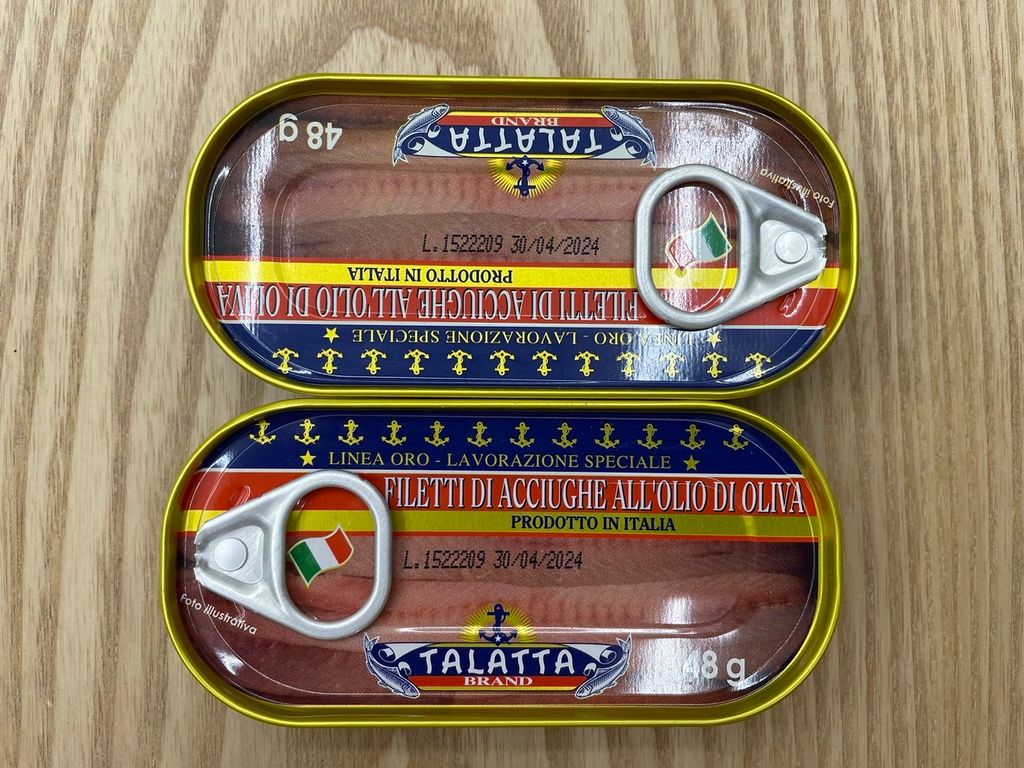 48 g
TALATTA
BRAND
Foto illustrativa
L.1522209 30/04/2024
PRODOTTO IN ITALIA
FILETTI DI ACCIUGHE ALL'OLIO DI OLIVA
LINEA ORO - LAVORAZIONE SPECIALE
LINEA ORO - LAVORAZIONE SPECIALE
FILETTI DI ACCIUGHE ALL'OLIO DI OLIVA
PRODOTTO IN ITALIA
L.1522209 30/04/2024
Foto illustrativa
TALATTA
BRAND
48 g